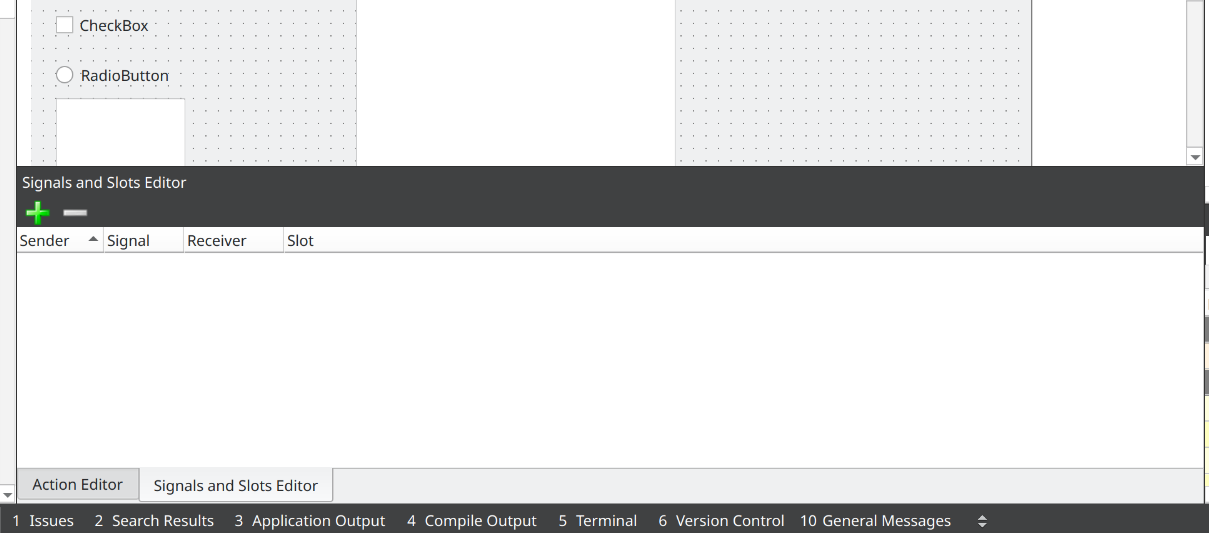 CheckBox
RadioButton
Signals and Slots Editor
Sender Signal Receiver Slot
Action Editor Signals and Slots Editor
1 Issues 2 Search Results 3 Application Output 4 Compile Output 5 Terminal 6 Version Control 10 General Messages